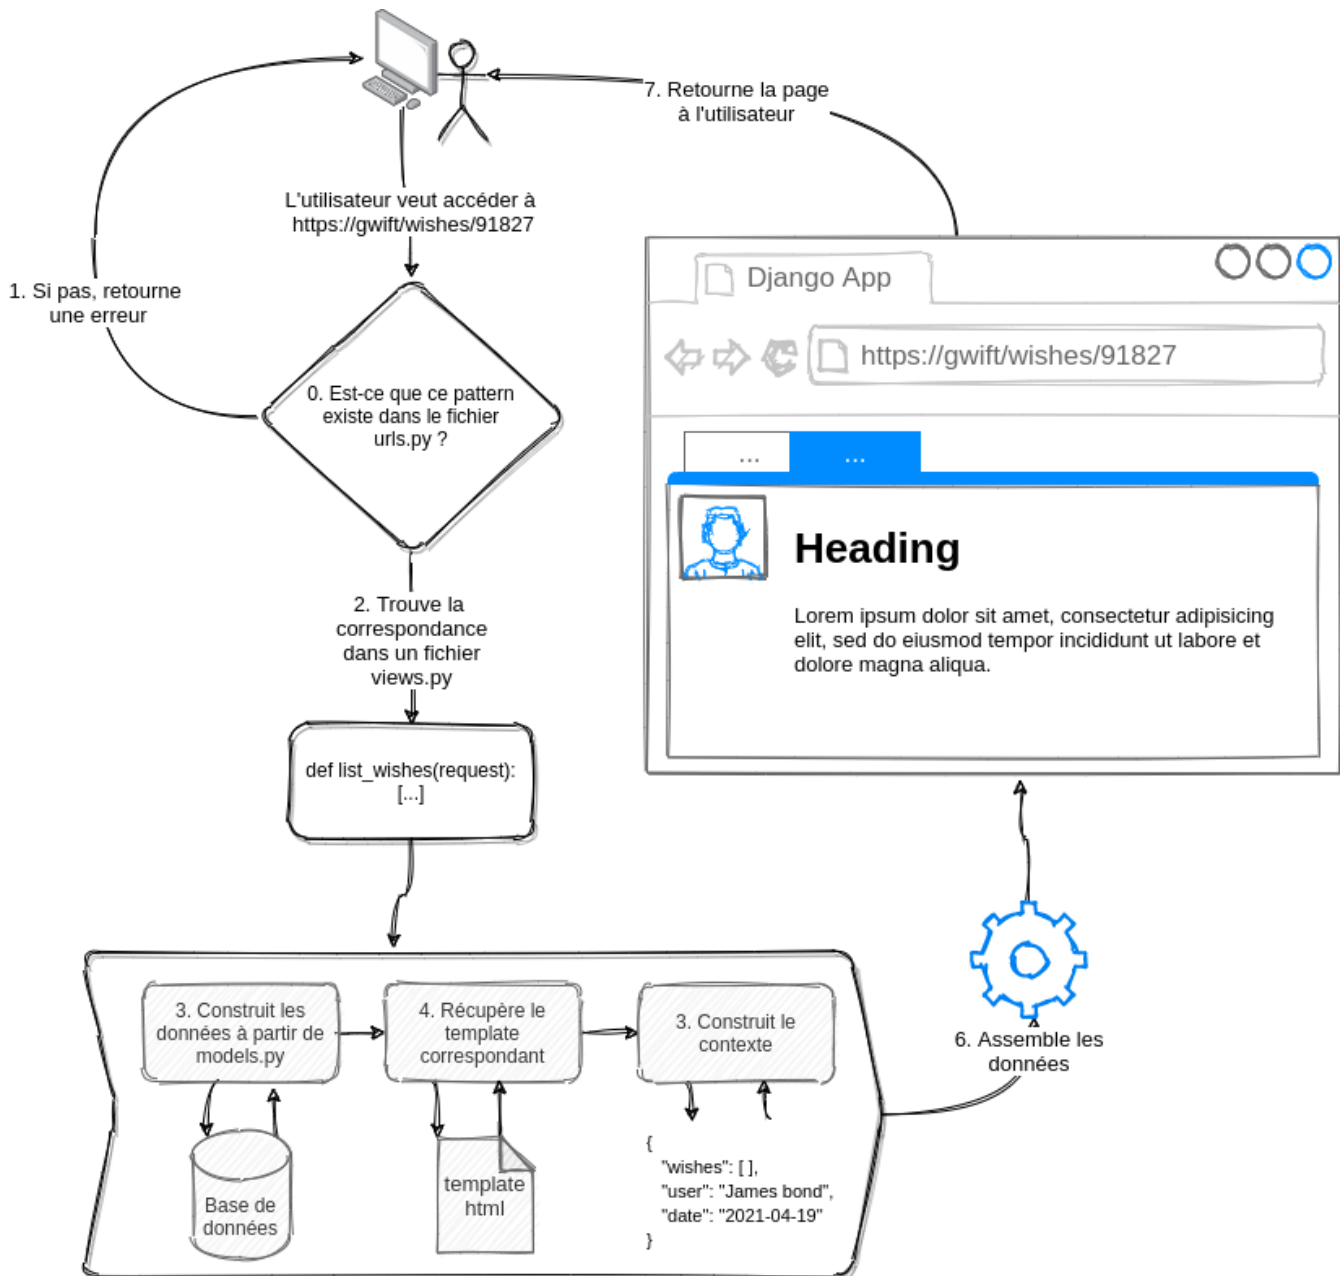 7. Retourne la page
à l'utilisateur
L'utilisateur veut accéder à
https://gwift/wishes/91827
1. Si pas, retourne
une erreur
0. Est-ce que ce pattern
existe dans le fichier
urls.py ?
Django App
https://gwift/wishes/91827
...
...
Heading
Lorem ipsum dolor sit amet, consectetur adipisicing
elit, sed do eiusmod tempor incididunt ut labore et
dolore magna aliqua.
2. Trouve la
correspondance
dans un fichier
views.py
def list_wishes(request):
[...]
3. Construit les
données à partir de
models.py
4. Récupère le
template
correspondant
3. Construit le
contexte
6. Assemble les
données
Base de
données
template
html
{
"wishes": [ ],
"user": "James bond",
"date": "2021-04-19"
}